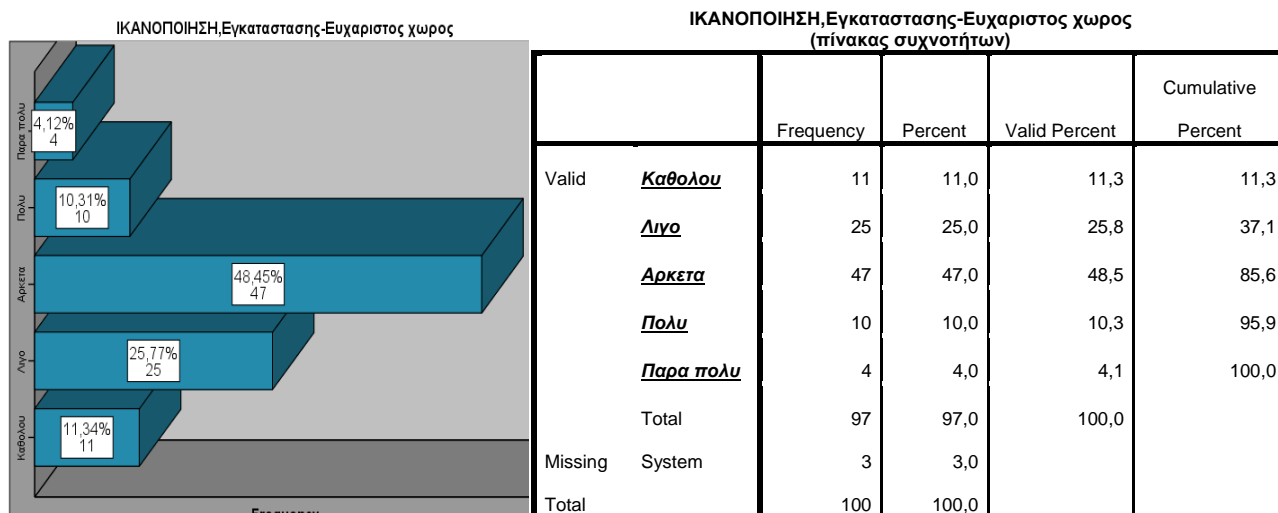 ΙΚΑΝΟΠΟΙΗΣΗ,Εγκαταστασης-Ευχαριστος χωρος
Παρα πολυ
4,12%
4
Πολυ
10,31%
10
Αρκετα
48,45%
47
Λιγο
25,77%
25
Καθολου
11,34%
11
Frequency
ΙΚΑΝΟΠΟΙΗΣΗ,Εγκαταστασης-Ευχαριστος χωρος
(πίνακας συχνοτήτων)
Frequency Percent Valid Percent Cumulative Percent
Valid Καθολου 11 11,0 11,3 11,3
Λιγο 25 25,0 25,8 37,1
Αρκετα 47 47,0 48,5 85,6
Πολυ 10 10,0 10,3 95,9
Παρα πολυ 4 4,0 4,1 100,0
Total 97 97,0 100,0
Missing System 3 3,0
Total 100 100,0